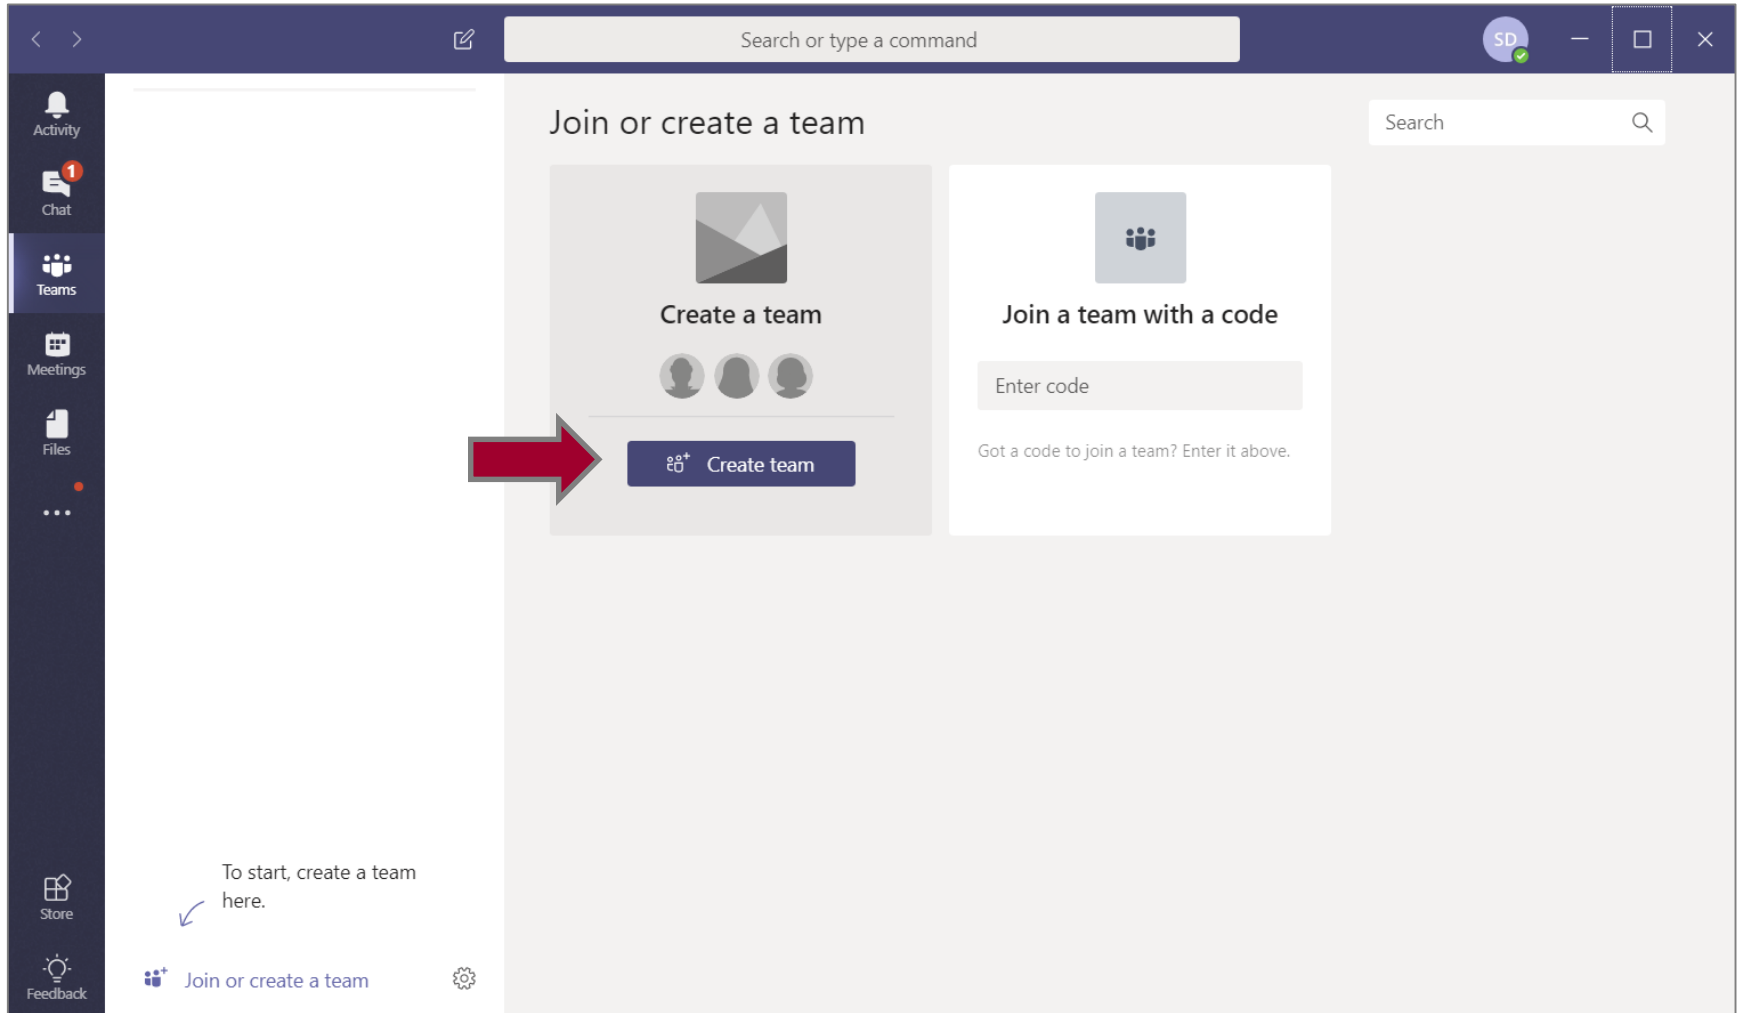 Search or type a command
SD
Activity
1
Chat
Teams
Meetings
Files
Store
Feedback
To start, create a team
here.
Join or create a team
Join or create a team
Search
Create a team
Create team
Join a team with a code
Enter code
Got a code to join a team? Enter it above.